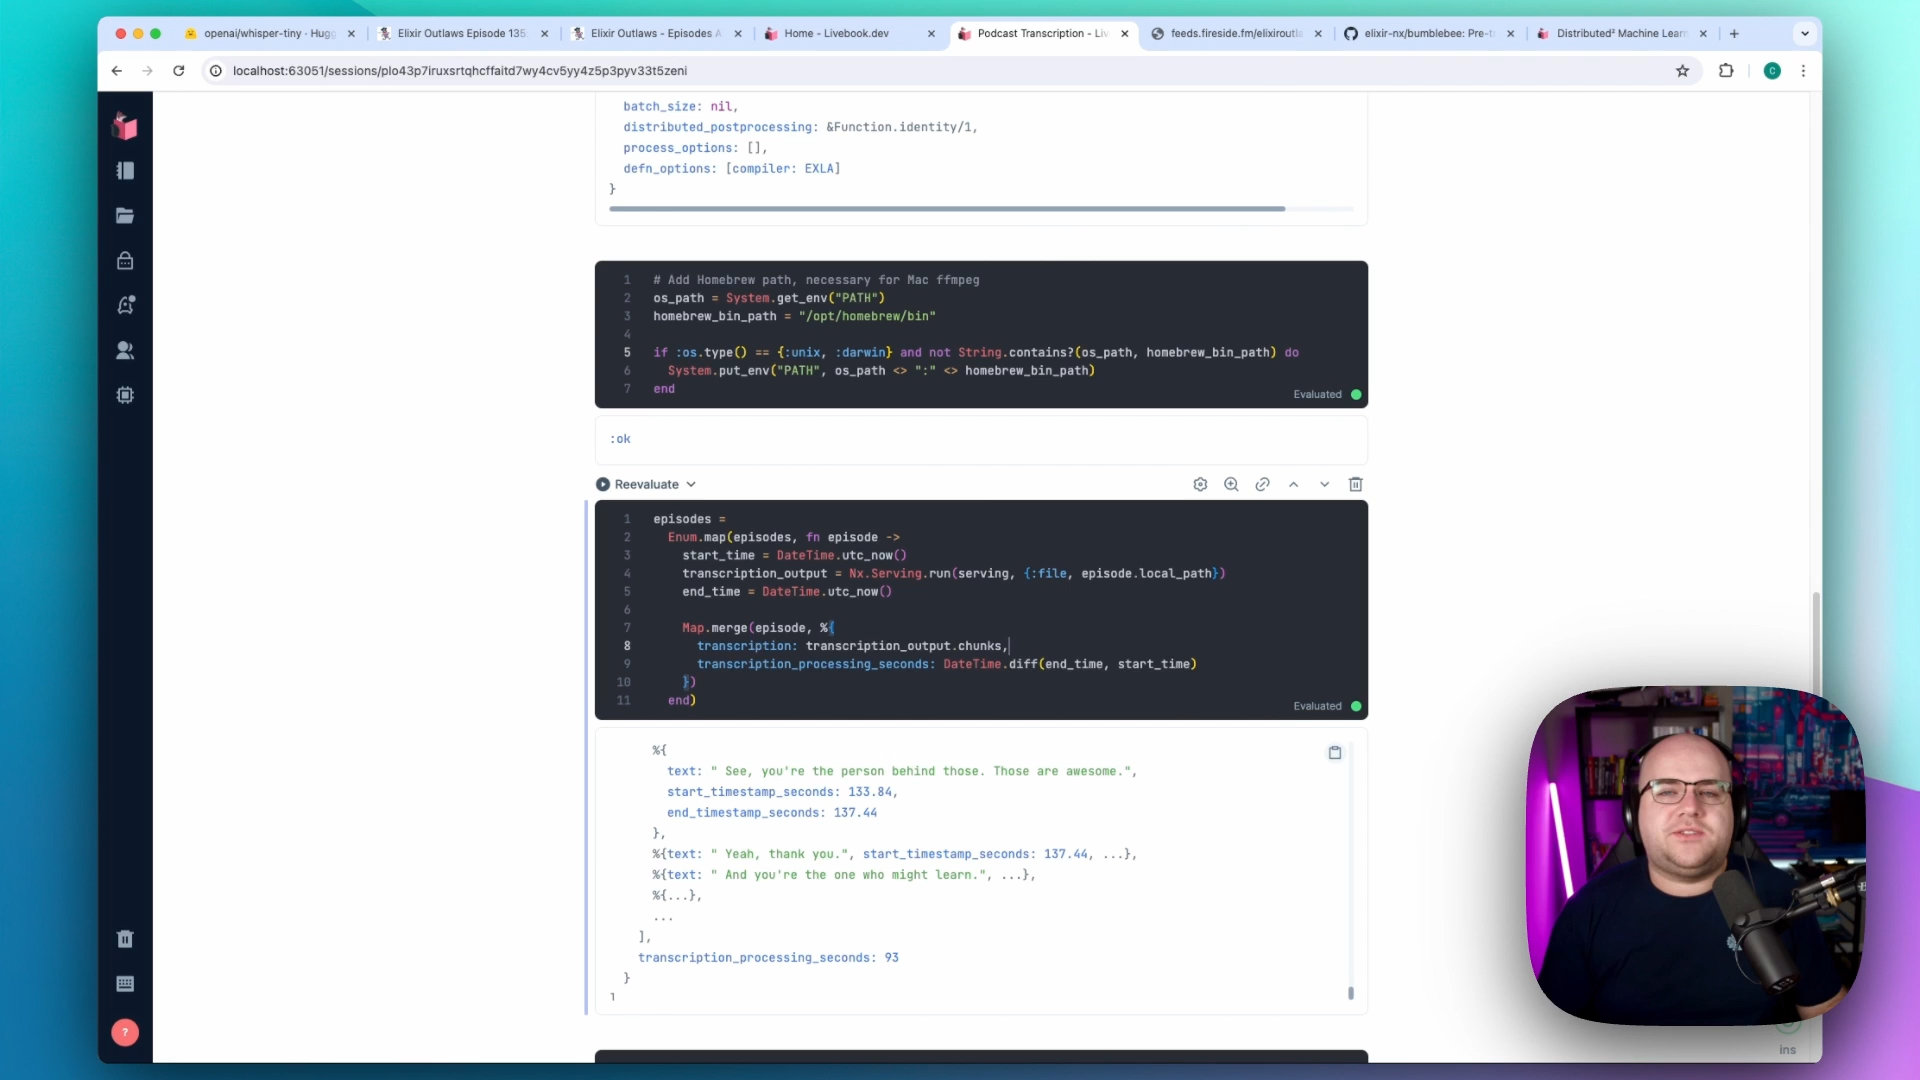 openai/whisper-tiny · Hugg
Elixir Outlaws Episode 135:
Elixir Outlaws - Episodes A
Home - Livebook.dev
Podcast Transcription - Liv
feeds.fireside.fm/elixiroutla
elixir-nx/bumblebee: Pre-t
Distributed² Machine Learn
localhost:63051/sessions/plo43p7iruxsrtqhcffaitd7wy4cv5yy4z5p3pyv33t5zeni
C
batch_size: nil,
distributed_postprocessing: &Function.identity/1,
process_options: [],
defn_options: [compiler: EXLA]
}
1 # Add Homebrew path, necessary for Mac ffmpeg
2 os_path = System.get_env("PATH")
3 homebrew_bin_path = "/opt/homebrew/bin"
4
5 if :os.type() == {:unix, :darwin} and not String.contains?(os_path, homebrew_bin_path) do
6 System.put_env("PATH", os_path <> ":" <> homebrew_bin_path)
7 end
Evaluated
:ok
Reevaluate
1 episodes =
2 Enum.map(episodes, fn episode ->
3 start_time = DateTime.utc_now()
4 transcription_output = Nx.Serving.run(serving, {:file, episode.local_path})
5 end_time = DateTime.utc_now()
6
7 Map.merge(episode, %{
8 transcription: transcription_output.chunks,
9 transcription_processing_seconds: DateTime.diff(end_time, start_time)
10 })
11 end)
Evaluated
%{
text: " See, you're the person behind those. Those are awesome.",
start_timestamp_seconds: 133.84,
end_timestamp_seconds: 137.44
},
%{text: " Yeah, thank you.", start_timestamp_seconds: 137.44, ...},
%{text: " And you're the one who might learn.", ...},
%{...},
...
],
transcription_processing_seconds: 93
}
]
?
ins